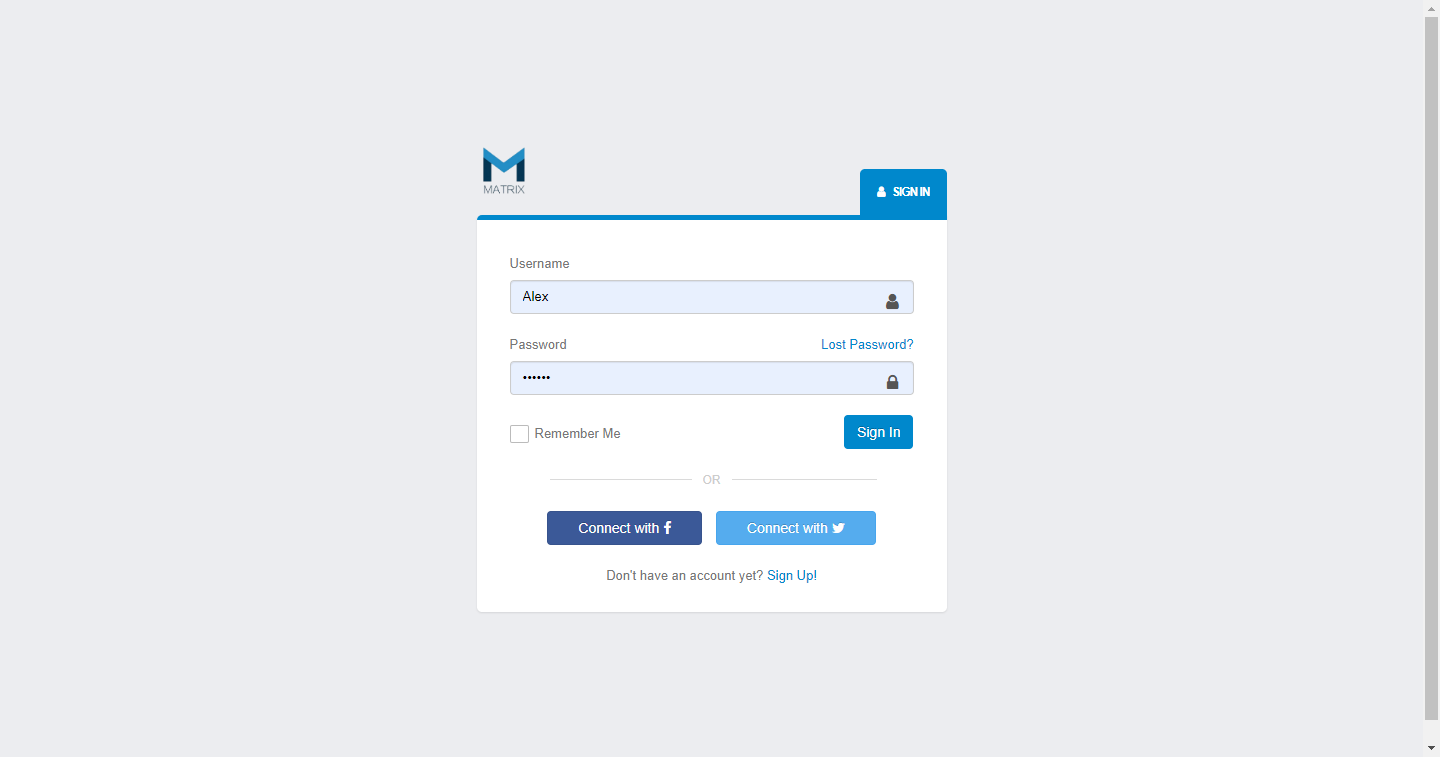 MATRIX
SIGN IN
Username
Alex
Password Lost Password?
••••••
Remember Me Sign In
OR
Connect with Connect with
Don't have an account yet? Sign Up!